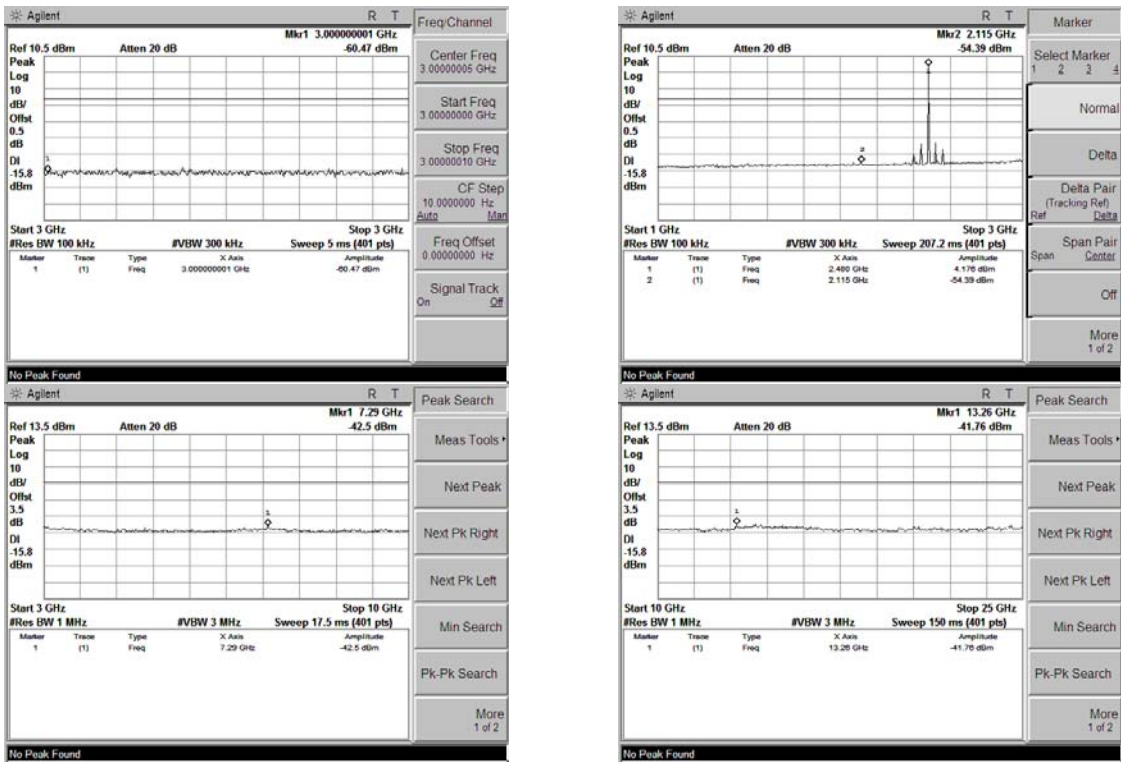 Agilent R T
Mkr1 3.000000001 GHz
Ref 10.5 dBm Atten 20 dB -60.47 dBm
Peak
Log
10
dB/
Offst
0.5
dB
DI
-15.8
dBm
1
Start 3 GHz Stop 3 GHz
#Res BW 100 kHz #VBW 300 kHz Sweep 5 ms (401 pts)
Marker Trace Type X Axis Amplitude
1 (1) Freq 3.000000001 GHz -60.47 dBm
No Peak Found
Freq/Channel
Center Freq
3.00000005 GHz
Start Freq
3.00000000 GHz
Stop Freq
3.00000010 GHz
CF Step
10.0000000 Hz
Auto Man
Freq Offset
0.00000000 Hz
Signal Track
On Off
Agilent R T
Mkr2 2.115 GHz
Ref 10.5 dBm Atten 20 dB -54.39 dBm
Peak
Log
10
dB/
Offst
0.5
dB
DI
-15.8
dBm
1
2
Start 1 GHz Stop 3 GHz
#Res BW 100 kHz #VBW 300 kHz Sweep 207.2 ms (401 pts)
Marker Trace Type X Axis Amplitude
1 (1) Freq 2.480 GHz 4.176 dBm
2 (1) Freq 2.115 GHz -54.39 dBm
No Peak Found
Marker
Select Marker
1 2 3 4
Normal
Delta
Delta Pair
(Tracking Ref)
Ref Delta
Span Pair
Span Center
Off
More
1 of 2
Agilent R T
Mkr1 7.29 GHz
Ref 13.5 dBm Atten 20 dB -42.5 dBm
Peak
Log
10
dB/
Offst
3.5
dB
DI
-15.8
dBm
1
Start 3 GHz Stop 10 GHz
#Res BW 1 MHz #VBW 3 MHz Sweep 17.5 ms (401 pts)
Marker Trace Type X Axis Amplitude
1 (1) Freq 7.29 GHz -42.5 dBm
No Peak Found
Peak Search
Meas Tools
Next Peak
Next Pk Right
Next Pk Left
Min Search
Pk-Pk Search
More
1 of 2
Agilent R T
Mkr1 13.26 GHz
Ref 13.5 dBm Atten 20 dB -41.76 dBm
Peak
Log
10
dB/
Offst
3.5
dB
DI
-15.8
dBm
1
Start 10 GHz Stop 25 GHz
#Res BW 1 MHz #VBW 3 MHz Sweep 150 ms (401 pts)
Marker Trace Type X Axis Amplitude
1 (1) Freq 13.26 GHz -41.76 dBm
No Peak Found
Peak Search
Meas Tools
Next Peak
Next Pk Right
Next Pk Left
Min Search
Pk-Pk Search
More
1 of 2